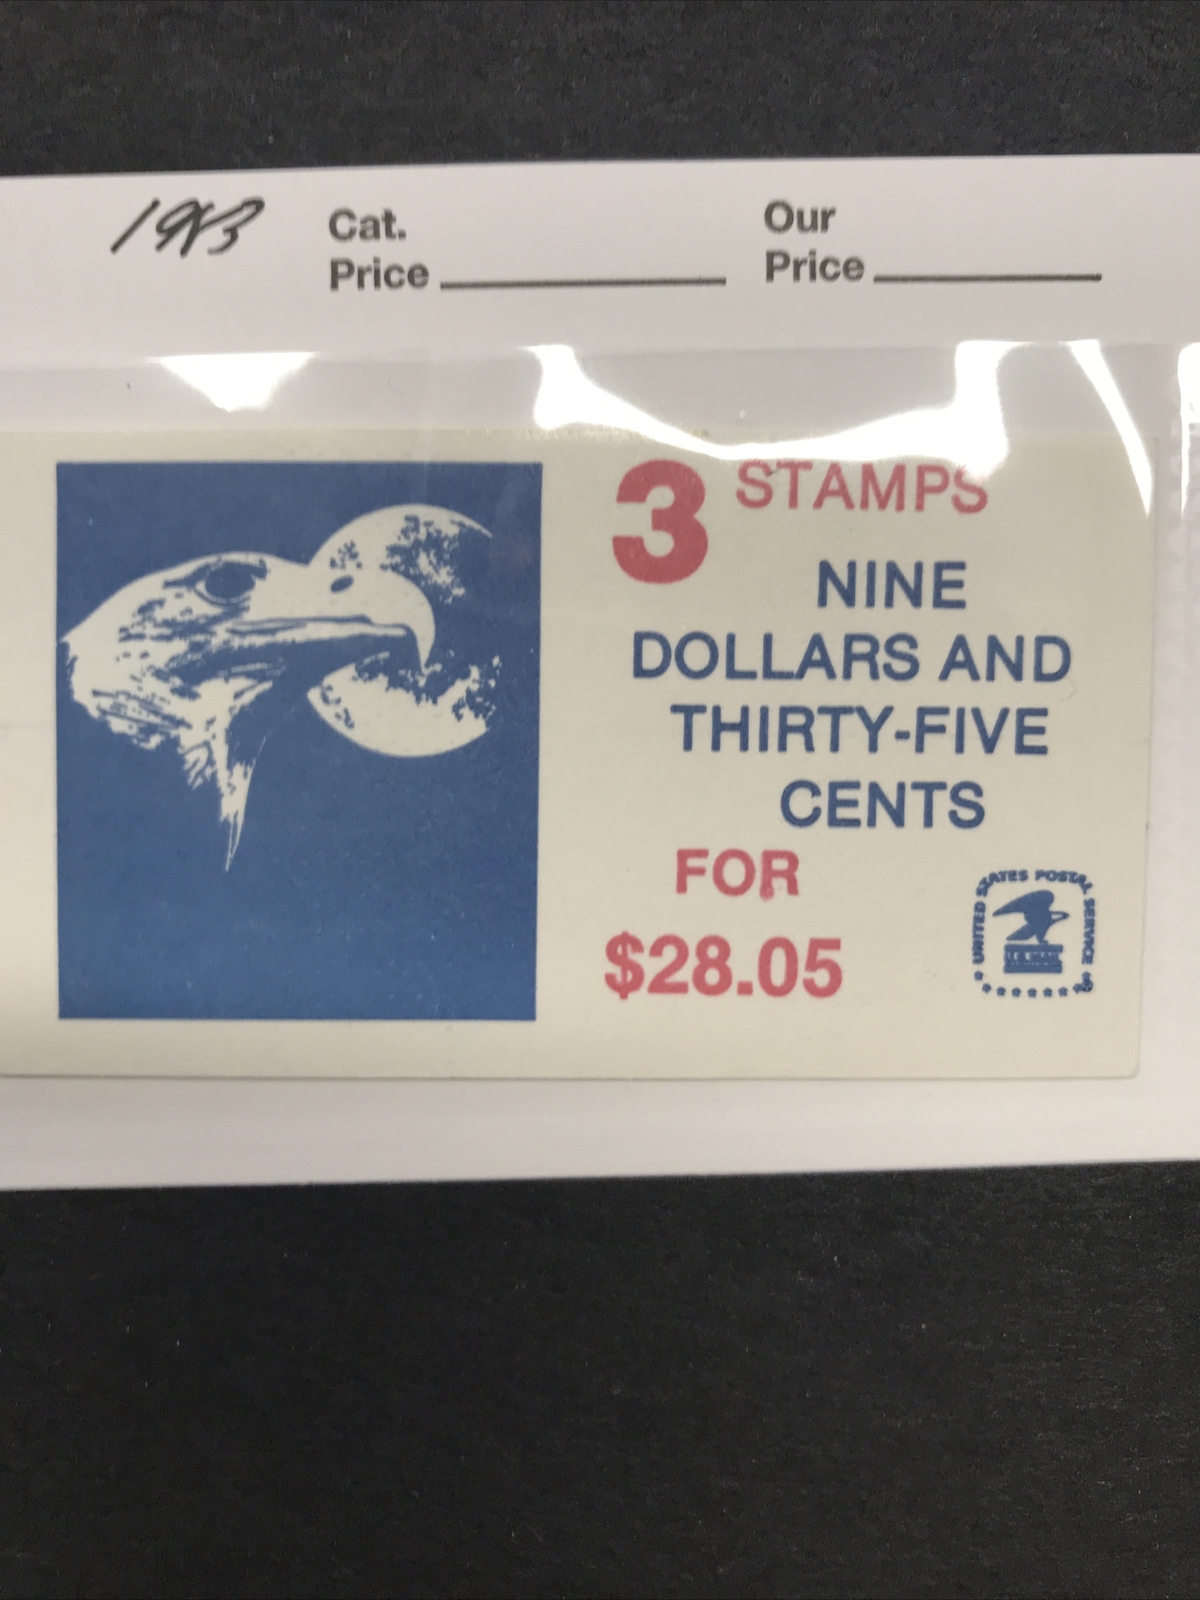 1983
Cat.
Price
Our
Price
3 STAMPS
NINE
DOLLARS AND
THIRTY-FIVE
CENTS
FOR
$28.05
UNITED STATES POSTAL SERVICE
U.S.MAIL